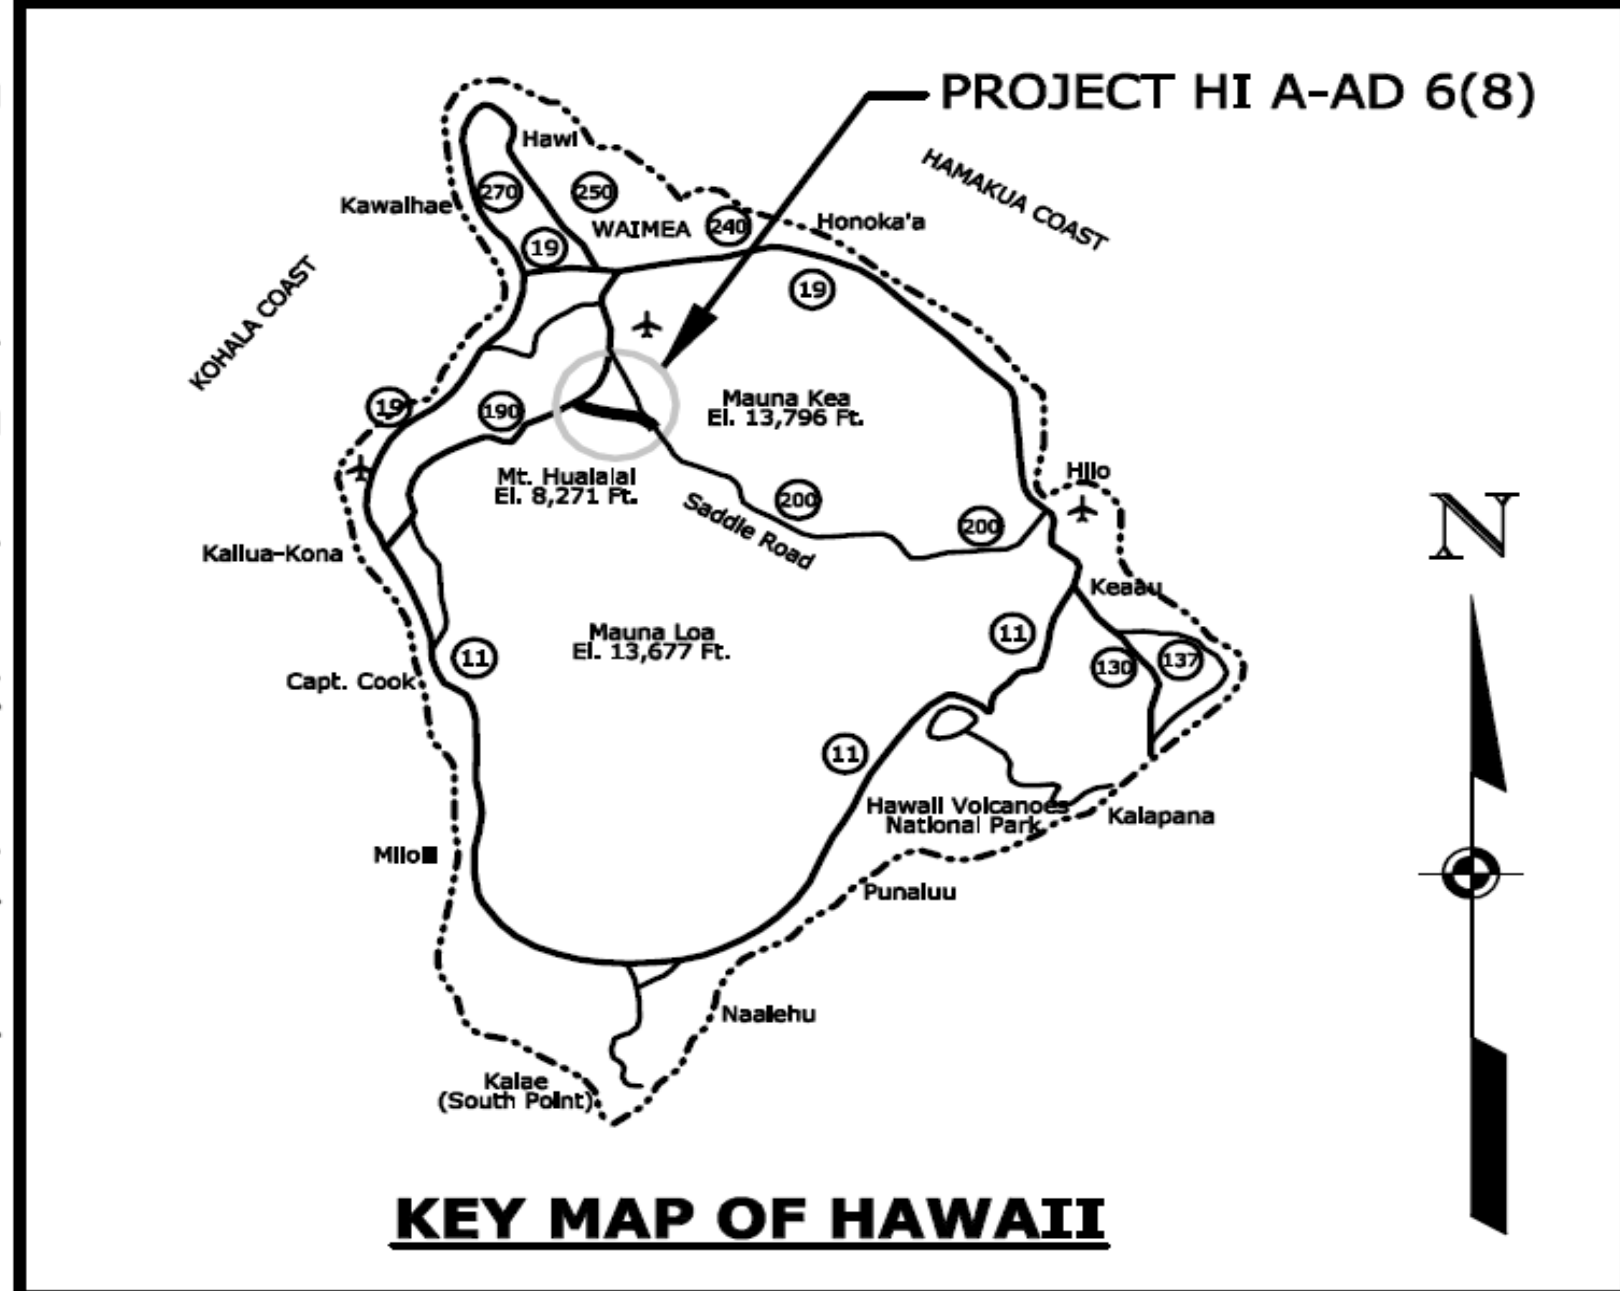 PROJECT HI A-AD 6(8)
HAMAKUA COAST
Hawi
270
250
Kawaihae
WAIMEA
240
Honoka'a
19
19
KOHALA COAST
19
190
Mauna Kea
El. 13,796 Ft.
Mt. Hualalai
El. 8,271 Ft.
200
Saddle Road
200
Hilo
N
Kailua-Kona
Keaau
11
Mauna Loa
El. 13,677 Ft.
11
130
137
Capt. Cook
11
Hawaii Volcanoes
National Park
Kalapana
Punaluu
Naalehu
Kalae
(South Point)
KEY MAP OF HAWAII